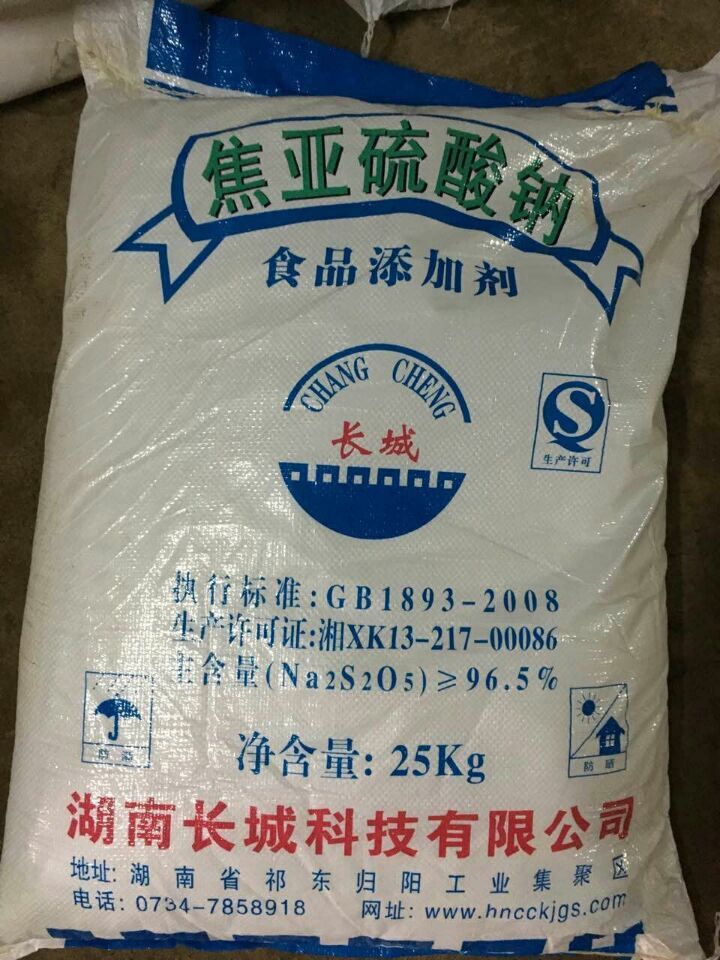 焦亚硫酸钠
食品添加剂
CHANG CHENG
长城
S
生产许可
执行标准:GB1893-2008
生产许可证:湘XK13-217-00086
主含量(Na2S2O5)≥96.5%
防潮
净含量: 25Kg
防晒
湖南长城科技有限公司
地址: 湖南省祁东归阳工业集聚区
电话: 0734-7858918 网址: www.hncckjgs.com